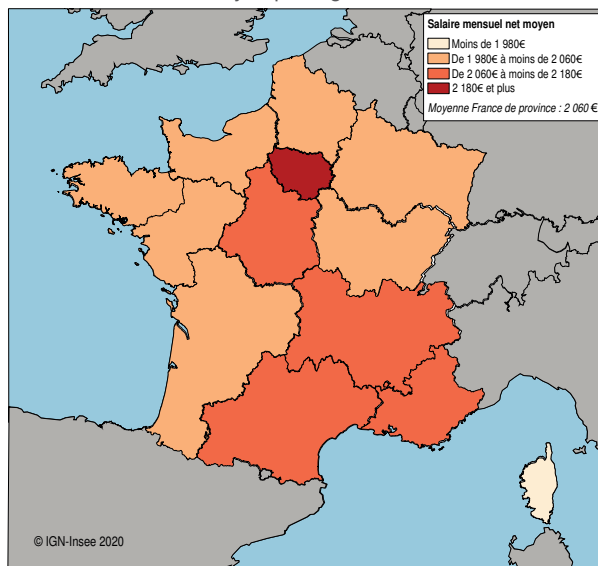 Salaire mensuel net moyen
Moins de 1 980€
De 1 980€ à moins de 2 060€
De 2 060€ à moins de 2 180€
2 180€ et plus
Moyenne France de province : 2 060 €
© IGN-Insee 2020